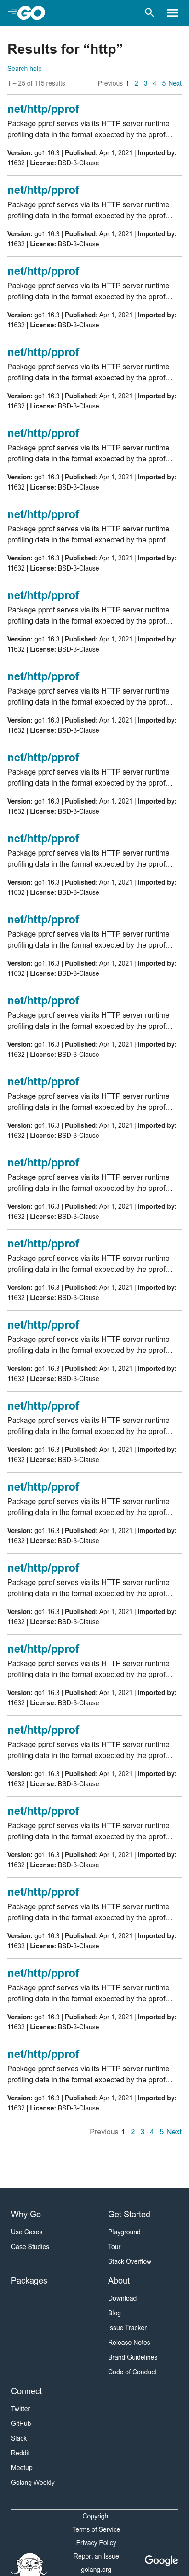 GO
Results for “http”
Search help
1 – 25 of 115 results Previous 1 2 3 4 5 Next
net/http/pprof
Package pprof serves via its HTTP server runtime
profiling data in the format expected by the pprof…
Version: go1.16.3 | Published: Apr 1, 2021 | Imported by:
11632 | License: BSD-3-Clause
net/http/pprof
Package pprof serves via its HTTP server runtime
profiling data in the format expected by the pprof…
Version: go1.16.3 | Published: Apr 1, 2021 | Imported by:
11632 | License: BSD-3-Clause
net/http/pprof
Package pprof serves via its HTTP server runtime
profiling data in the format expected by the pprof…
Version: go1.16.3 | Published: Apr 1, 2021 | Imported by:
11632 | License: BSD-3-Clause
net/http/pprof
Package pprof serves via its HTTP server runtime
profiling data in the format expected by the pprof…
Version: go1.16.3 | Published: Apr 1, 2021 | Imported by:
11632 | License: BSD-3-Clause
net/http/pprof
Package pprof serves via its HTTP server runtime
profiling data in the format expected by the pprof…
Version: go1.16.3 | Published: Apr 1, 2021 | Imported by:
11632 | License: BSD-3-Clause
net/http/pprof
Package pprof serves via its HTTP server runtime
profiling data in the format expected by the pprof…
Version: go1.16.3 | Published: Apr 1, 2021 | Imported by:
11632 | License: BSD-3-Clause
net/http/pprof
Package pprof serves via its HTTP server runtime
profiling data in the format expected by the pprof…
Version: go1.16.3 | Published: Apr 1, 2021 | Imported by:
11632 | License: BSD-3-Clause
net/http/pprof
Package pprof serves via its HTTP server runtime
profiling data in the format expected by the pprof…
Version: go1.16.3 | Published: Apr 1, 2021 | Imported by:
11632 | License: BSD-3-Clause
net/http/pprof
Package pprof serves via its HTTP server runtime
profiling data in the format expected by the pprof…
Version: go1.16.3 | Published: Apr 1, 2021 | Imported by:
11632 | License: BSD-3-Clause
net/http/pprof
Package pprof serves via its HTTP server runtime
profiling data in the format expected by the pprof…
Version: go1.16.3 | Published: Apr 1, 2021 | Imported by:
11632 | License: BSD-3-Clause
net/http/pprof
Package pprof serves via its HTTP server runtime
profiling data in the format expected by the pprof…
Version: go1.16.3 | Published: Apr 1, 2021 | Imported by:
11632 | License: BSD-3-Clause
net/http/pprof
Package pprof serves via its HTTP server runtime
profiling data in the format expected by the pprof…
Version: go1.16.3 | Published: Apr 1, 2021 | Imported by:
11632 | License: BSD-3-Clause
net/http/pprof
Package pprof serves via its HTTP server runtime
profiling data in the format expected by the pprof…
Version: go1.16.3 | Published: Apr 1, 2021 | Imported by:
11632 | License: BSD-3-Clause
net/http/pprof
Package pprof serves via its HTTP server runtime
profiling data in the format expected by the pprof…
Version: go1.16.3 | Published: Apr 1, 2021 | Imported by:
11632 | License: BSD-3-Clause
net/http/pprof
Package pprof serves via its HTTP server runtime
profiling data in the format expected by the pprof…
Version: go1.16.3 | Published: Apr 1, 2021 | Imported by:
11632 | License: BSD-3-Clause
net/http/pprof
Package pprof serves via its HTTP server runtime
profiling data in the format expected by the pprof…
Version: go1.16.3 | Published: Apr 1, 2021 | Imported by:
11632 | License: BSD-3-Clause
net/http/pprof
Package pprof serves via its HTTP server runtime
profiling data in the format expected by the pprof…
Version: go1.16.3 | Published: Apr 1, 2021 | Imported by:
11632 | License: BSD-3-Clause
net/http/pprof
Package pprof serves via its HTTP server runtime
profiling data in the format expected by the pprof…
Version: go1.16.3 | Published: Apr 1, 2021 | Imported by:
11632 | License: BSD-3-Clause
net/http/pprof
Package pprof serves via its HTTP server runtime
profiling data in the format expected by the pprof…
Version: go1.16.3 | Published: Apr 1, 2021 | Imported by:
11632 | License: BSD-3-Clause
net/http/pprof
Package pprof serves via its HTTP server runtime
profiling data in the format expected by the pprof…
Version: go1.16.3 | Published: Apr 1, 2021 | Imported by:
11632 | License: BSD-3-Clause
net/http/pprof
Package pprof serves via its HTTP server runtime
profiling data in the format expected by the pprof…
Version: go1.16.3 | Published: Apr 1, 2021 | Imported by:
11632 | License: BSD-3-Clause
net/http/pprof
Package pprof serves via its HTTP server runtime
profiling data in the format expected by the pprof…
Version: go1.16.3 | Published: Apr 1, 2021 | Imported by:
11632 | License: BSD-3-Clause
net/http/pprof
Package pprof serves via its HTTP server runtime
profiling data in the format expected by the pprof…
Version: go1.16.3 | Published: Apr 1, 2021 | Imported by:
11632 | License: BSD-3-Clause
net/http/pprof
Package pprof serves via its HTTP server runtime
profiling data in the format expected by the pprof…
Version: go1.16.3 | Published: Apr 1, 2021 | Imported by:
11632 | License: BSD-3-Clause
net/http/pprof
Package pprof serves via its HTTP server runtime
profiling data in the format expected by the pprof…
Version: go1.16.3 | Published: Apr 1, 2021 | Imported by:
11632 | License: BSD-3-Clause
Previous 1 2 3 4 5 Next
Why Go
Use Cases
Case Studies
Get Started
Playground
Tour
Stack Overflow
Packages
About
Download
Blog
Issue Tracker
Release Notes
Brand Guidelines
Code of Conduct
Connect
Twitter
GitHub
Slack
Reddit
Meetup
Golang Weekly
Copyright
Terms of Service
Privacy Policy
Report an Issue
golang.org
Google